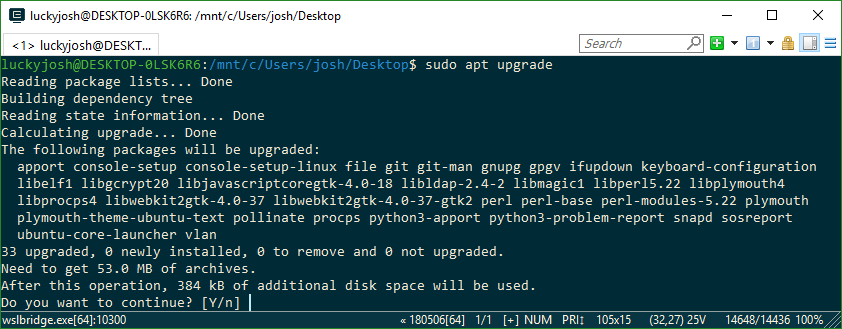 luckyjosh@DESKTOP-0LSK6R6: /mnt/c/Users/josh/Desktop
<1> luckyjosh@DESKT...
Search
luckyjosh@DESKTOP-0LSK6R6:/mnt/c/Users/josh/Desktop$ sudo apt upgrade
Reading package lists... Done
Building dependency tree
Reading state information... Done
Calculating upgrade... Done
The following packages will be upgraded:
apport console-setup console-setup-linux file git git-man gnupg gpgv ifupdown keyboard-configuration
libelf1 libgcrypt20 libjavascriptcoregtk-4.0-18 libldap-2.4-2 libmagic1 libperl5.22 libplymouth4
libprocps4 libwebkit2gtk-4.0-37 libwebkit2gtk-4.0-37-gtk2 perl perl-base perl-modules-5.22 plymouth
plymouth-theme-ubuntu-text pollinate procps python3-apport python3-problem-report snapd sosreport
ubuntu-core-launcher vlan
33 upgraded, 0 newly installed, 0 to remove and 0 not upgraded.
Need to get 53.0 MB of archives.
After this operation, 384 kB of additional disk space will be used.
Do you want to continue? [Y/n]
wslbridge.exe[64]:10300 « 180506[64] 1/1 [+] NUM PRI↕ 105x15 (32,27) 25V 14648/14436 100%